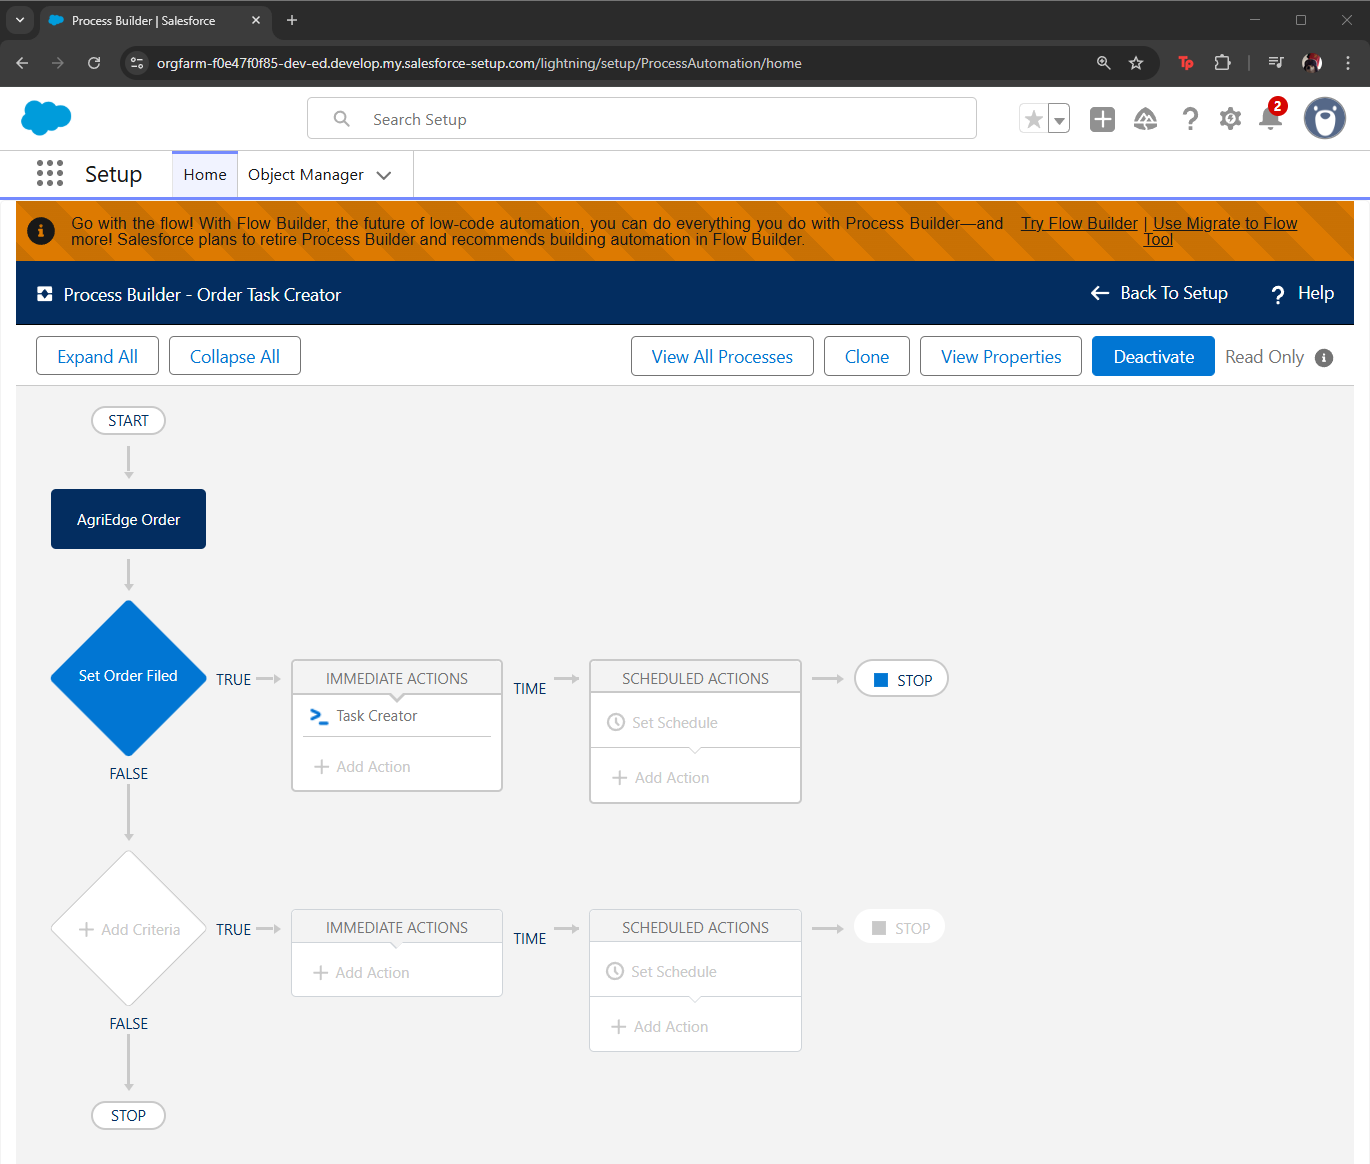 Process Builder | Salesforce
orgfarm-f0e47f0f85-dev-ed.develop.my.salesforce-setup.com/lightning/setup/ProcessAutomation/home
Tp
Search Setup
2
Setup
Home
Object Manager
Go with the flow! With Flow Builder, the future of low-code automation, you can do everything you do with Process Builder—and
more! Salesforce plans to retire Process Builder and recommends building automation in Flow Builder.
Try Flow Builder | Use Migrate to Flow
Tool
Process Builder - Order Task Creator
Back To Setup
Help
Expand All
Collapse All
View All Processes
Clone
View Properties
Deactivate
Read Only
START
AgriEdge Order
Set Order Filed
TRUE
IMMEDIATE ACTIONS
Task Creator
Add Action
TIME
SCHEDULED ACTIONS
Set Schedule
Add Action
STOP
FALSE
Add Criteria
TRUE
IMMEDIATE ACTIONS
Add Action
TIME
SCHEDULED ACTIONS
Set Schedule
Add Action
STOP
FALSE
STOP